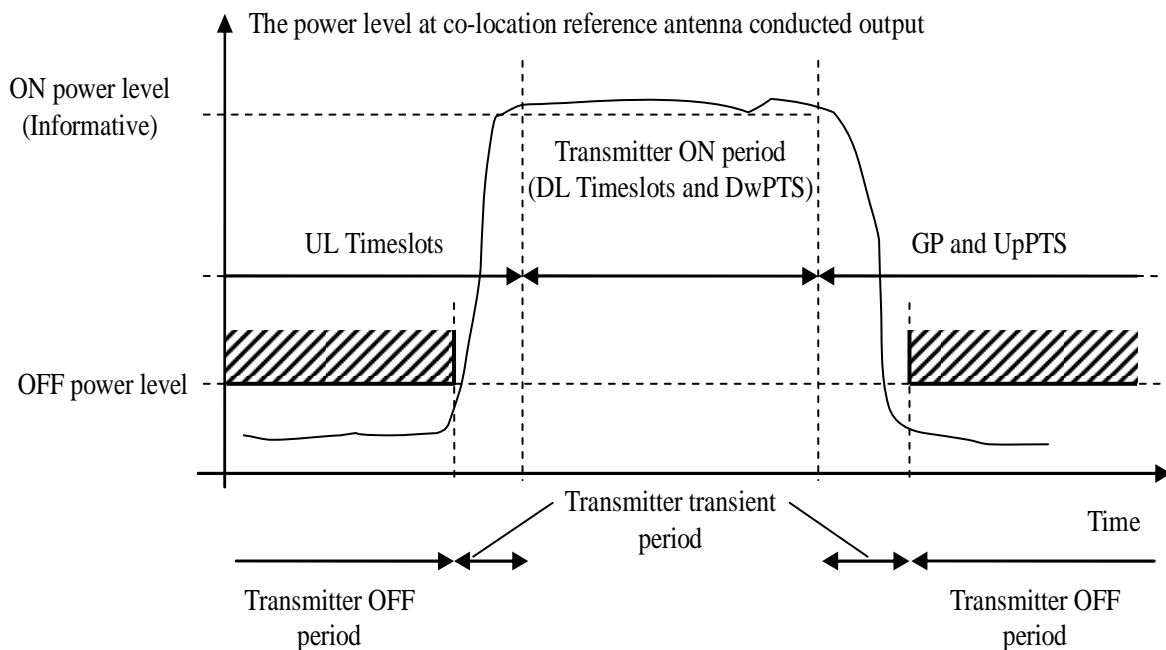 The power level at co-location reference antenna conducted output
ON power level
(Informative)
Transmitter ON period
(DL Timeslots and DwPTS)
UL Timeslots
GP and UpPTS
OFF power level
Transmitter transient
period
Time
Transmitter OFF
period
Transmitter OFF
period